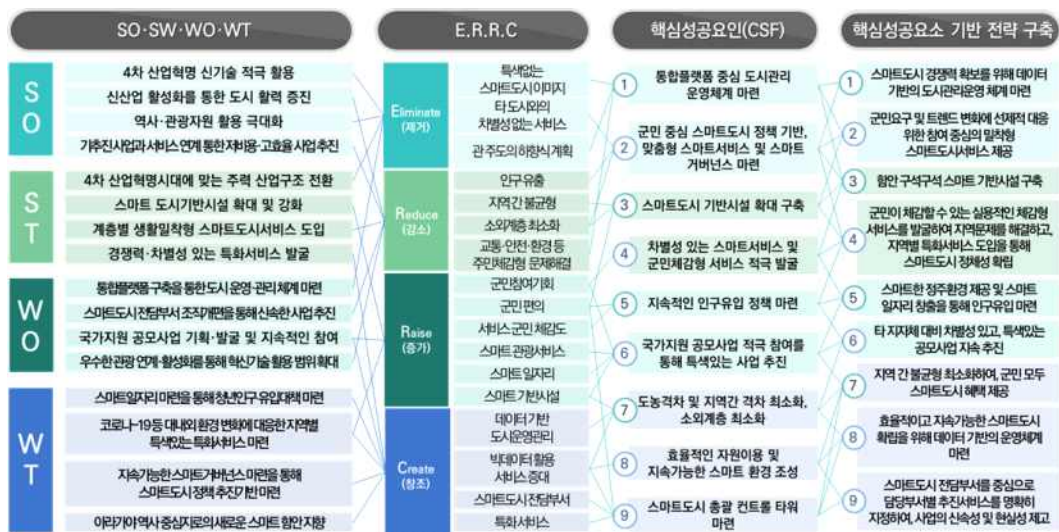 SO·SW·WO·WT
S
O
4차 산업혁명 신기술 적극 활용
신산업 활성화를 통한 도시 활력 증진
역사·관광자원 활용 극대화
기추진 사업과 서비스 연계 통한 저비용·고효율 사업 추진
S
T
4차 산업혁명시대에 맞는 주력 산업구조 전환
스마트 도시기반시설 확대 및 강화
계층별 생활밀착형 스마트도시서비스 도입
경쟁력·차별성 있는 특화서비스 발굴
W
O
통합플랫폼 구축을 통한 도시 운영·관리 체계 마련
스마트도시 전담부서 조직개편을 통해 신속한 사업 추진
국가지원 공모사업 기획·발굴 및 지속적인 참여
우수한 관광 연계·활성화를 통해 혁신기술 활용 범위 확대
W
T
스마트일자리 마련을 통해 청년인구 유입대책 마련
코로나-19 등 대내외 환경 변화에 대응한 지역별
특색있는 특화서비스 마련
지속가능한 스마트거버넌스 마련을 통해
스마트도시 정책 추진기반 마련
아라가야 역사 중심지로의 새로운 스마트 함안 지향
E.R.R.C
Eliminate
(제거)
특색없는
스마트도시 이미지
타 도시와의
차별성 없는 서비스
관 주도의 하향식 계획
Reduce
(감소)
인구 유출
지역 간 불균형
소외계층 최소화
교통·안전·환경 등
주민체감형 문제해결
Raise
(증가)
군민참여기회
군민 편의
서비스 군민 체감도
스마트 관광서비스
스마트 일자리
스마트 기반시설
Create
(창조)
데이터 기반
도시운영관리
빅데이터 활용
서비스 증대
스마트도시 전담부서
특화 서비스
핵심성공요인(CSF)
1
통합플랫폼 중심 도시관리
운영체계 마련
2
군민 중심 스마트도시 정책 기반,
맞춤형 스마트서비스 및 스마트
거버넌스 마련
3
스마트도시 기반시설 확대 구축
4
차별성 있는 스마트서비스 및
군민체감형 서비스 적극 발굴
5
지속적인 인구유입 정책 마련
6
국가지원 공모사업 적극 참여를
통해 특색있는 사업 추진
7
도농격차 및 지역간 격차 최소화,
소외계층 최소화
8
효율적인 자원이용 및
지속가능한 스마트 환경 조성
9
스마트도시 총괄 컨트롤 타워
마련
핵심성공요소 기반 전략 구축
1
스마트도시 경쟁력 확보를 위해 데이터
기반의 도시관리운영 체계 마련
2
군민요구 및 트렌드 변화에 선제적 대응
위한 참여 중심의 밀착형
스마트도시서비스 제공
3
함안 구석구석 스마트 기반시설 구축
4
군민이 체감할 수 있는 실용적인 체감형
서비스를 발굴하여 지역문제를 해결하고,
지역별 특화서비스 도입을 통해
스마트도시 정체성 확립
5
스마트한 정주환경 제공 및 스마트
일자리 창출을 통해 인구유입 마련
6
타 지자체 대비 차별성 있고, 특색있는
공모사업 지속 추진
7
지역 간 불균형 최소화하여, 군민 모두
스마트도시 혜택 제공
8
효율적이고 지속가능한 스마트도시
확립을 위해 데이터 기반의 운영체계
마련
9
스마트도시 전담부서를 중심으로
담당부서별 추진서비스를 명확히
지정하여, 사업의 신속성 및 현실성 제고